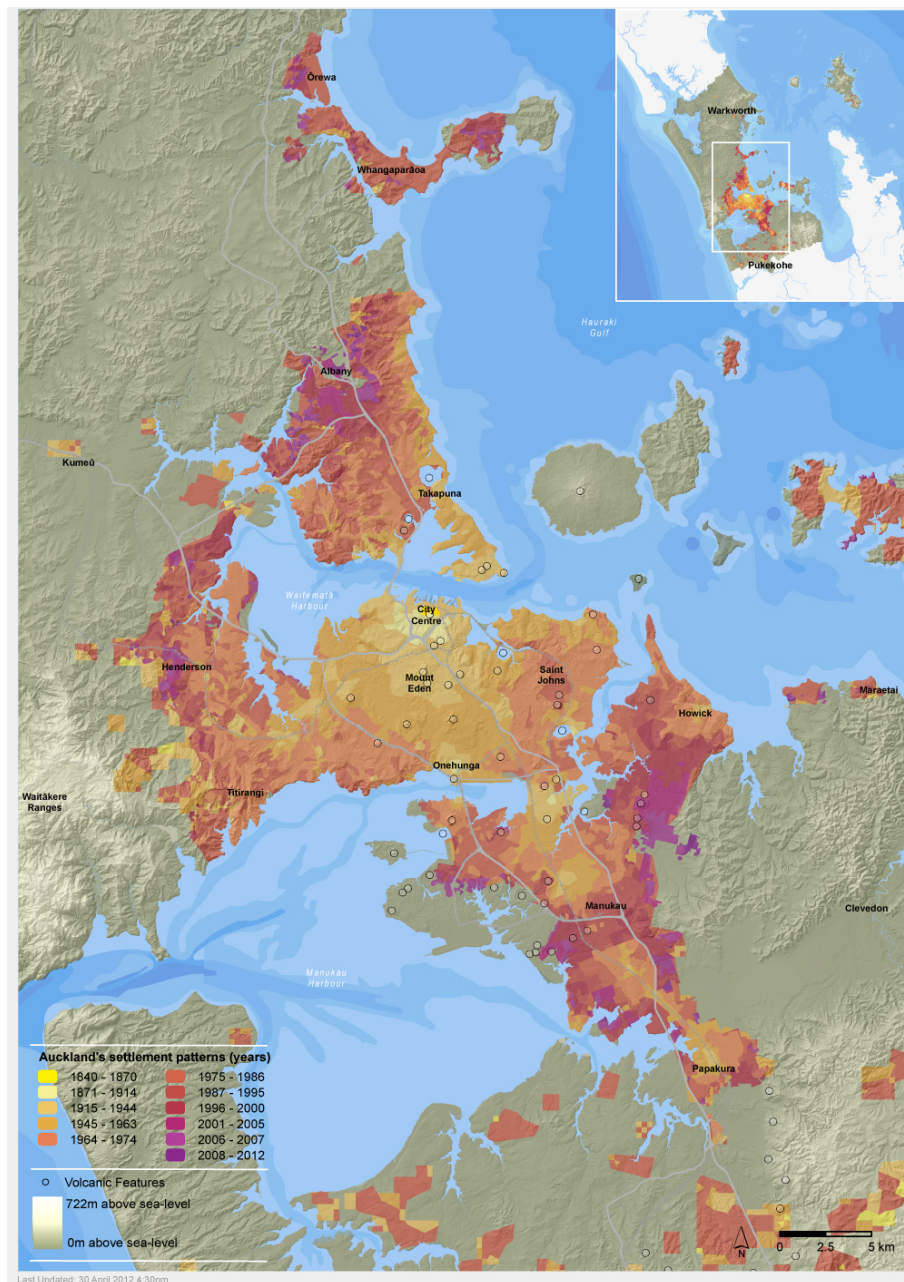 Ōrewa
Whangaparāoa
Warkworth
Pukekohe
Hauraki
Gulf
Albany
Kumeū
Takapuna
Waitematā
Harbour
City
Centre
Henderson
Mount
Eden
Saint
Johns
Howick
Maraetai
Onehunga
Titirangi
Waitākere
Ranges
Manukau
Clevedon
Manukau
Harbour
Papakura
Auckland's settlement patterns (years)
1840 - 1870
1871 - 1914
1915 - 1944
1945 - 1963
1964 - 1974
1975 - 1986
1987 - 1995
1996 - 2000
2001 - 2005
2006 - 2007
2008 - 2012
Volcanic Features
722m above sea-level
0m above sea-level
N
0 2.5 5 km
Last Updated: 30 April 2012 4:30pm